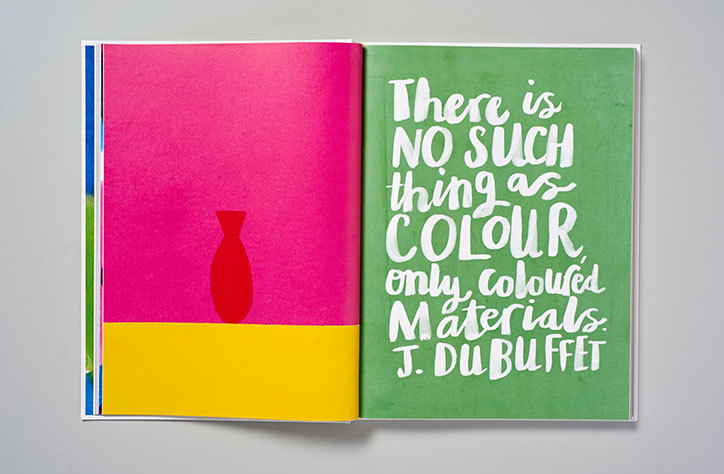 There is
NO SUCH
thing as
COLOUR,
only coloured
Materials.
J. DUBUFFET